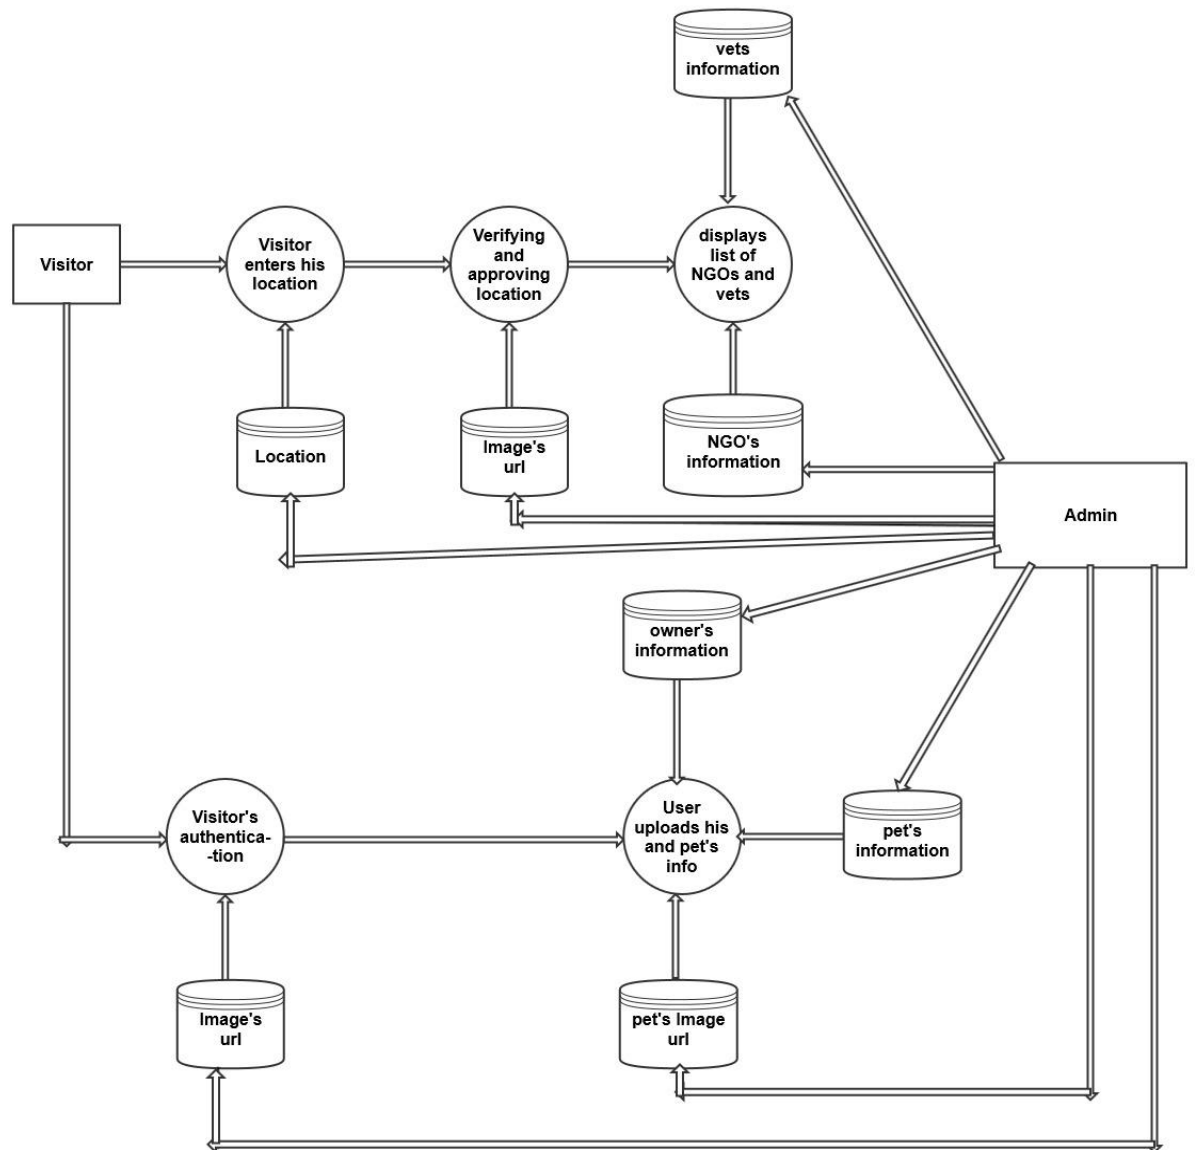 vets
information
Visitor
Visitor
enters his
location
Verifying
and
approving
location
displays
list of
NGOs and
vets
Location
Image's
url
NGO's
information
Admin
owner's
information
Visitor's
authentica-
-tion
User
uploads his
and pet's
info
pet's
information
Image's
url
pet's Image
url